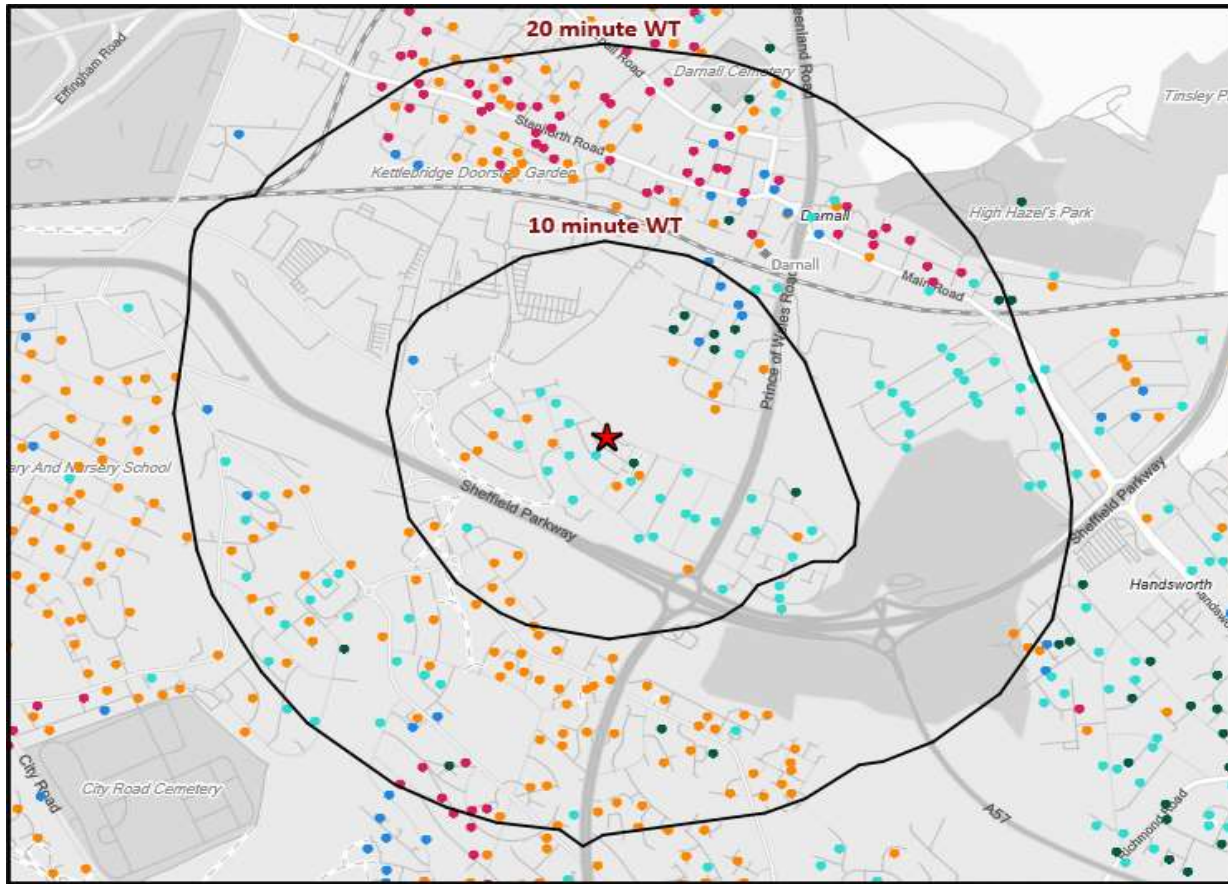 20 minute WT
Effingham Road
Darnall Cemetery
Staniforth Road
Tinsley
Kettlebridge Doorstep Garden
High Hazel's Park
Darnall
10 minute WT
Darnall
Main Road
Prince of Wales Road
ary And Nursery School
Sheffield Parkway
Sheffield Parkway
Handsworth
City Road Cemetery
City Road
A57
Richmond Road